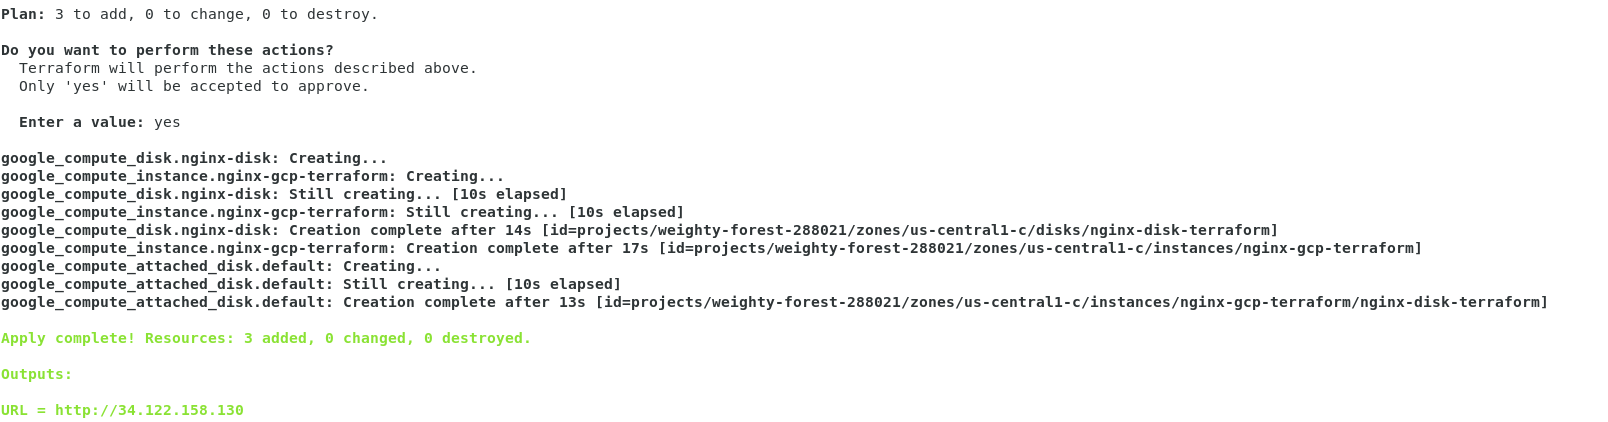 Plan: 3 to add, 0 to change, 0 to destroy.
Do you want to perform these actions?
Terraform will perform the actions described above.
Only 'yes' will be accepted to approve.
Enter a value: yes
google_compute_disk.nginx-disk: Creating...
google_compute_instance.nginx-gcp-terraform: Creating...
google_compute_disk.nginx-disk: Still creating... [10s elapsed]
google_compute_instance.nginx-gcp-terraform: Still creating... [10s elapsed]
google_compute_disk.nginx-disk: Creation complete after 14s [id=projects/weighty-forest-288021/zones/us-central1-c/disks/nginx-disk-terraform]
google_compute_instance.nginx-gcp-terraform: Creation complete after 17s [id=projects/weighty-forest-288021/zones/us-central1-c/instances/nginx-gcp-terraform]
google_compute_attached_disk.default: Creating...
google_compute_attached_disk.default: Still creating... [10s elapsed]
google_compute_attached_disk.default: Creation complete after 13s [id=projects/weighty-forest-288021/zones/us-central1-c/instances/nginx-gcp-terraform/nginx-disk-terraform]
Apply complete! Resources: 3 added, 0 changed, 0 destroyed.
Outputs:
URL = http://34.122.158.130